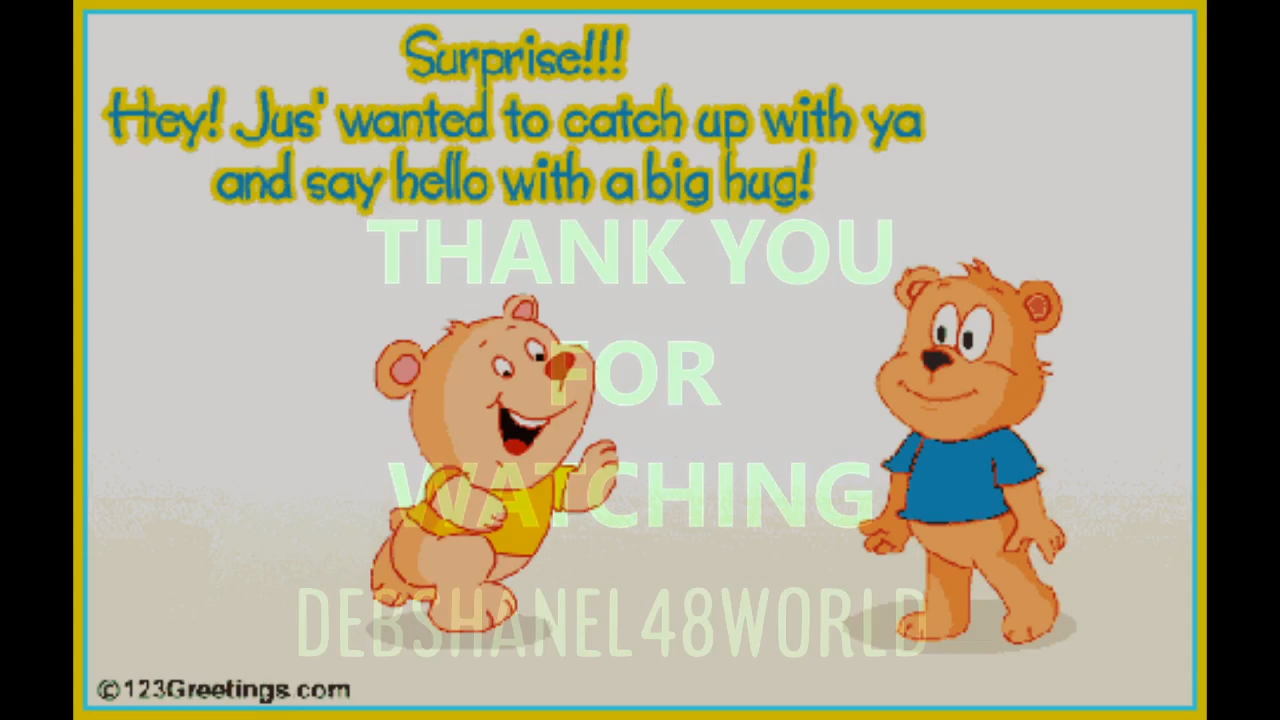 Surprise!!!
Hey! Jus' wanted to catch up with ya
and say hello with a big hug!
THANK YOU
FOR
WATCHING
DEBSHANEL48WORLD
©123Greetings.com